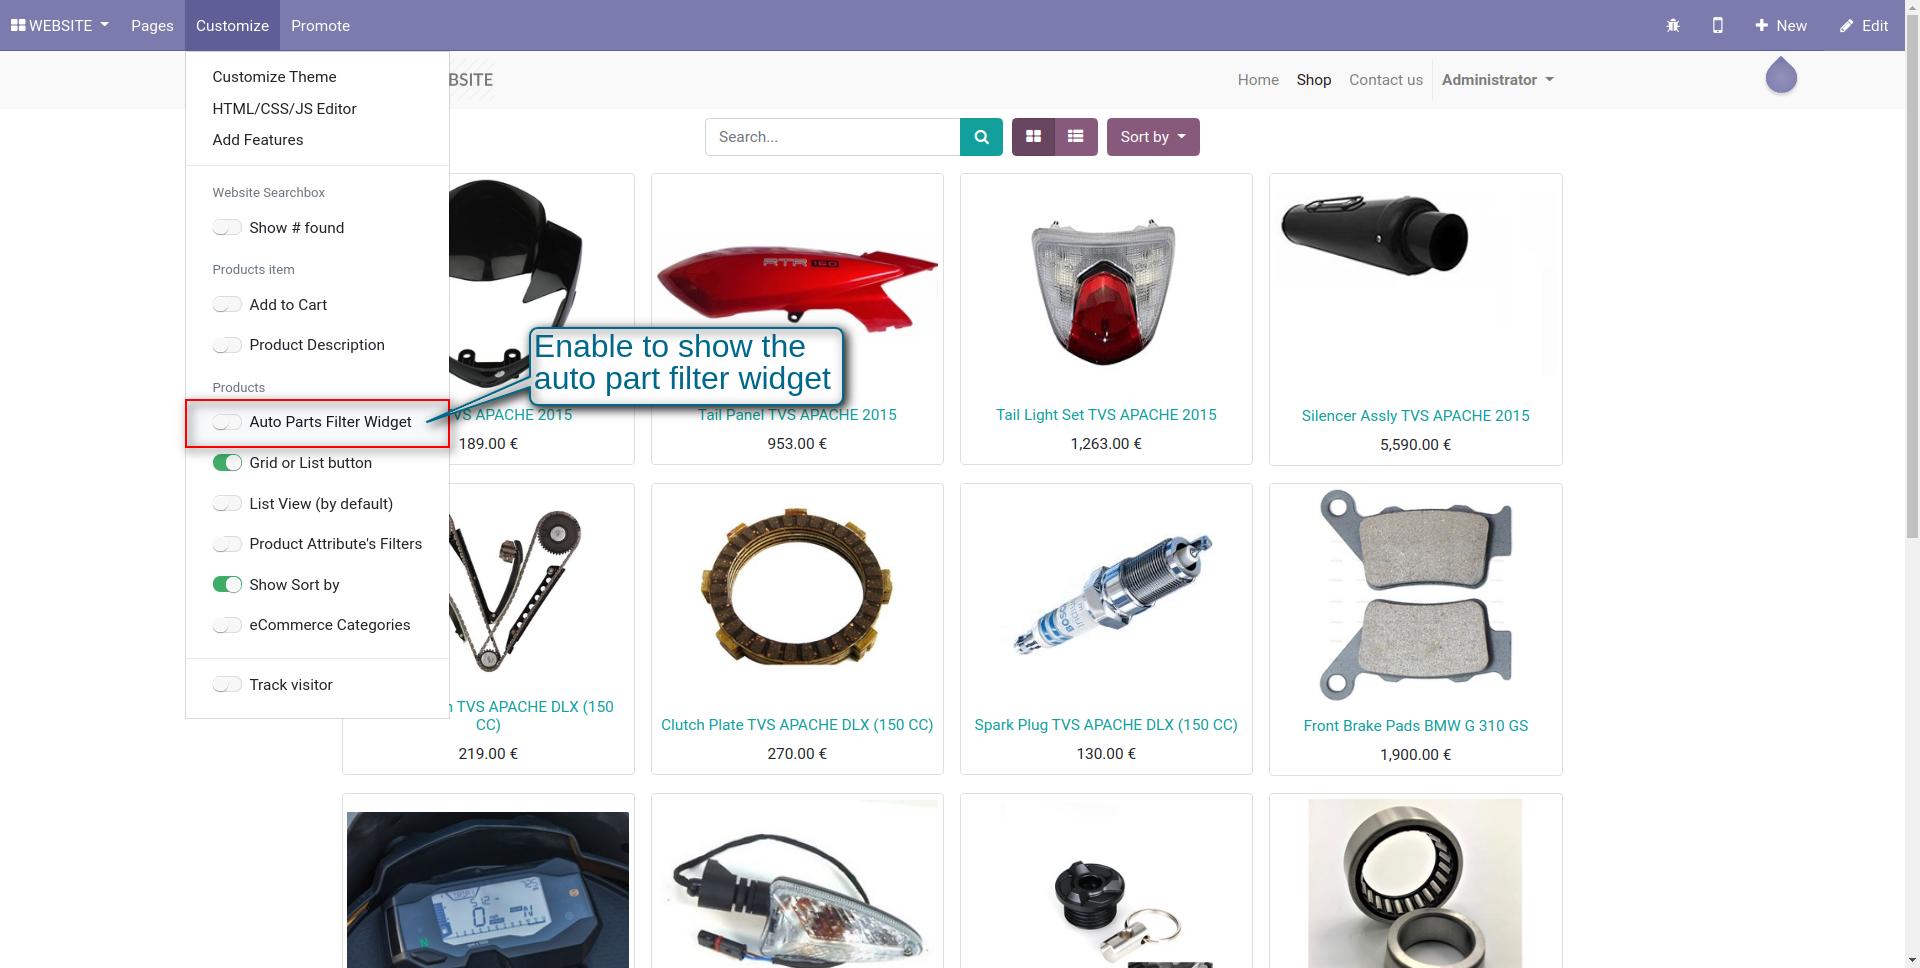 WEBSITE
Pages
Customize
Promote
New
Edit
Customize Theme
HTML/CSS/JS Editor
Add Features
BSITE
Home
Shop
Contact us
Administrator
Search...
Sort by
Website Searchbox
Show # found
Products item
Add to Cart
Product Description
Products
Auto Parts Filter Widget
Grid or List button
List View (by default)
Product Attribute's Filters
Show Sort by
eCommerce Categories
Track visitor
Enable to show the
auto part filter widget
VS APACHE 2015
189.00 €
RTR 160
Tail Panel TVS APACHE 2015
953.00 €
Tail Light Set TVS APACHE 2015
1,263.00 €
Silencer Assly TVS APACHE 2015
5,590.00 €
TVS APACHE DLX (150
CC)
219.00 €
Clutch Plate TVS APACHE DLX (150 CC)
270.00 €
BOSCH
Spark Plug TVS APACHE DLX (150 CC)
130.00 €
Front Brake Pads BMW G 310 GS
1,900.00 €
0
N
N